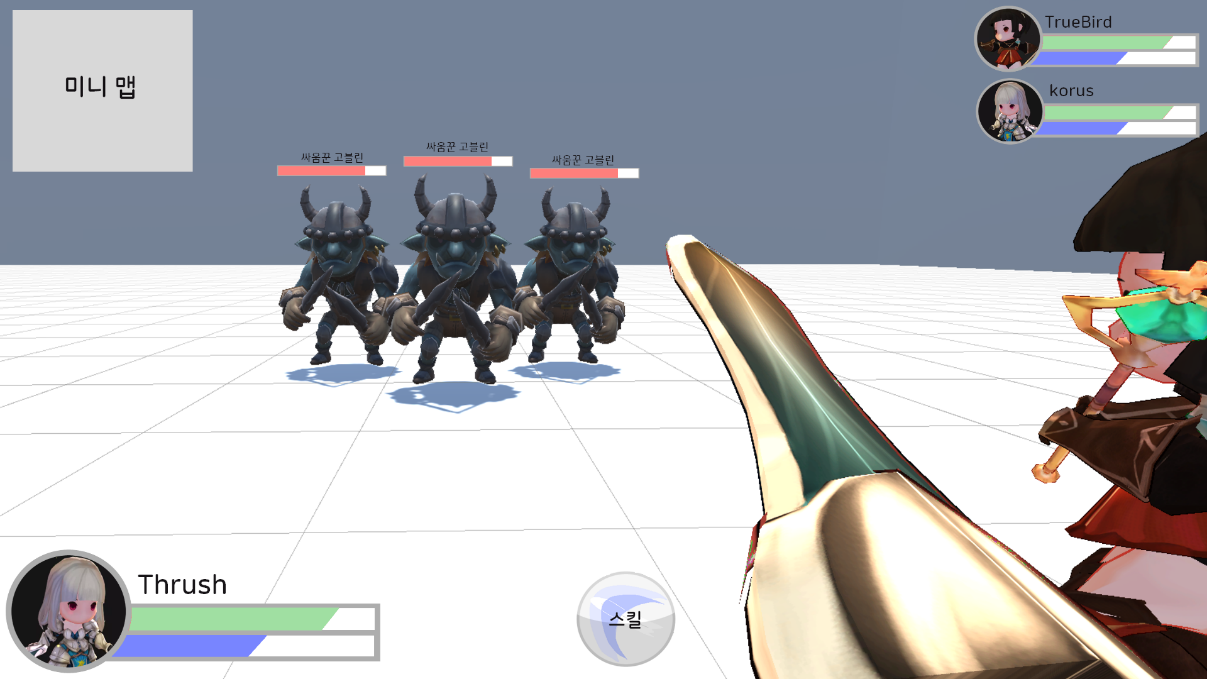 미니 맵
TrueBird
korus
싸움꾼 고블린
싸움꾼 고블린
싸움꾼 고블린
Thrush
스킬